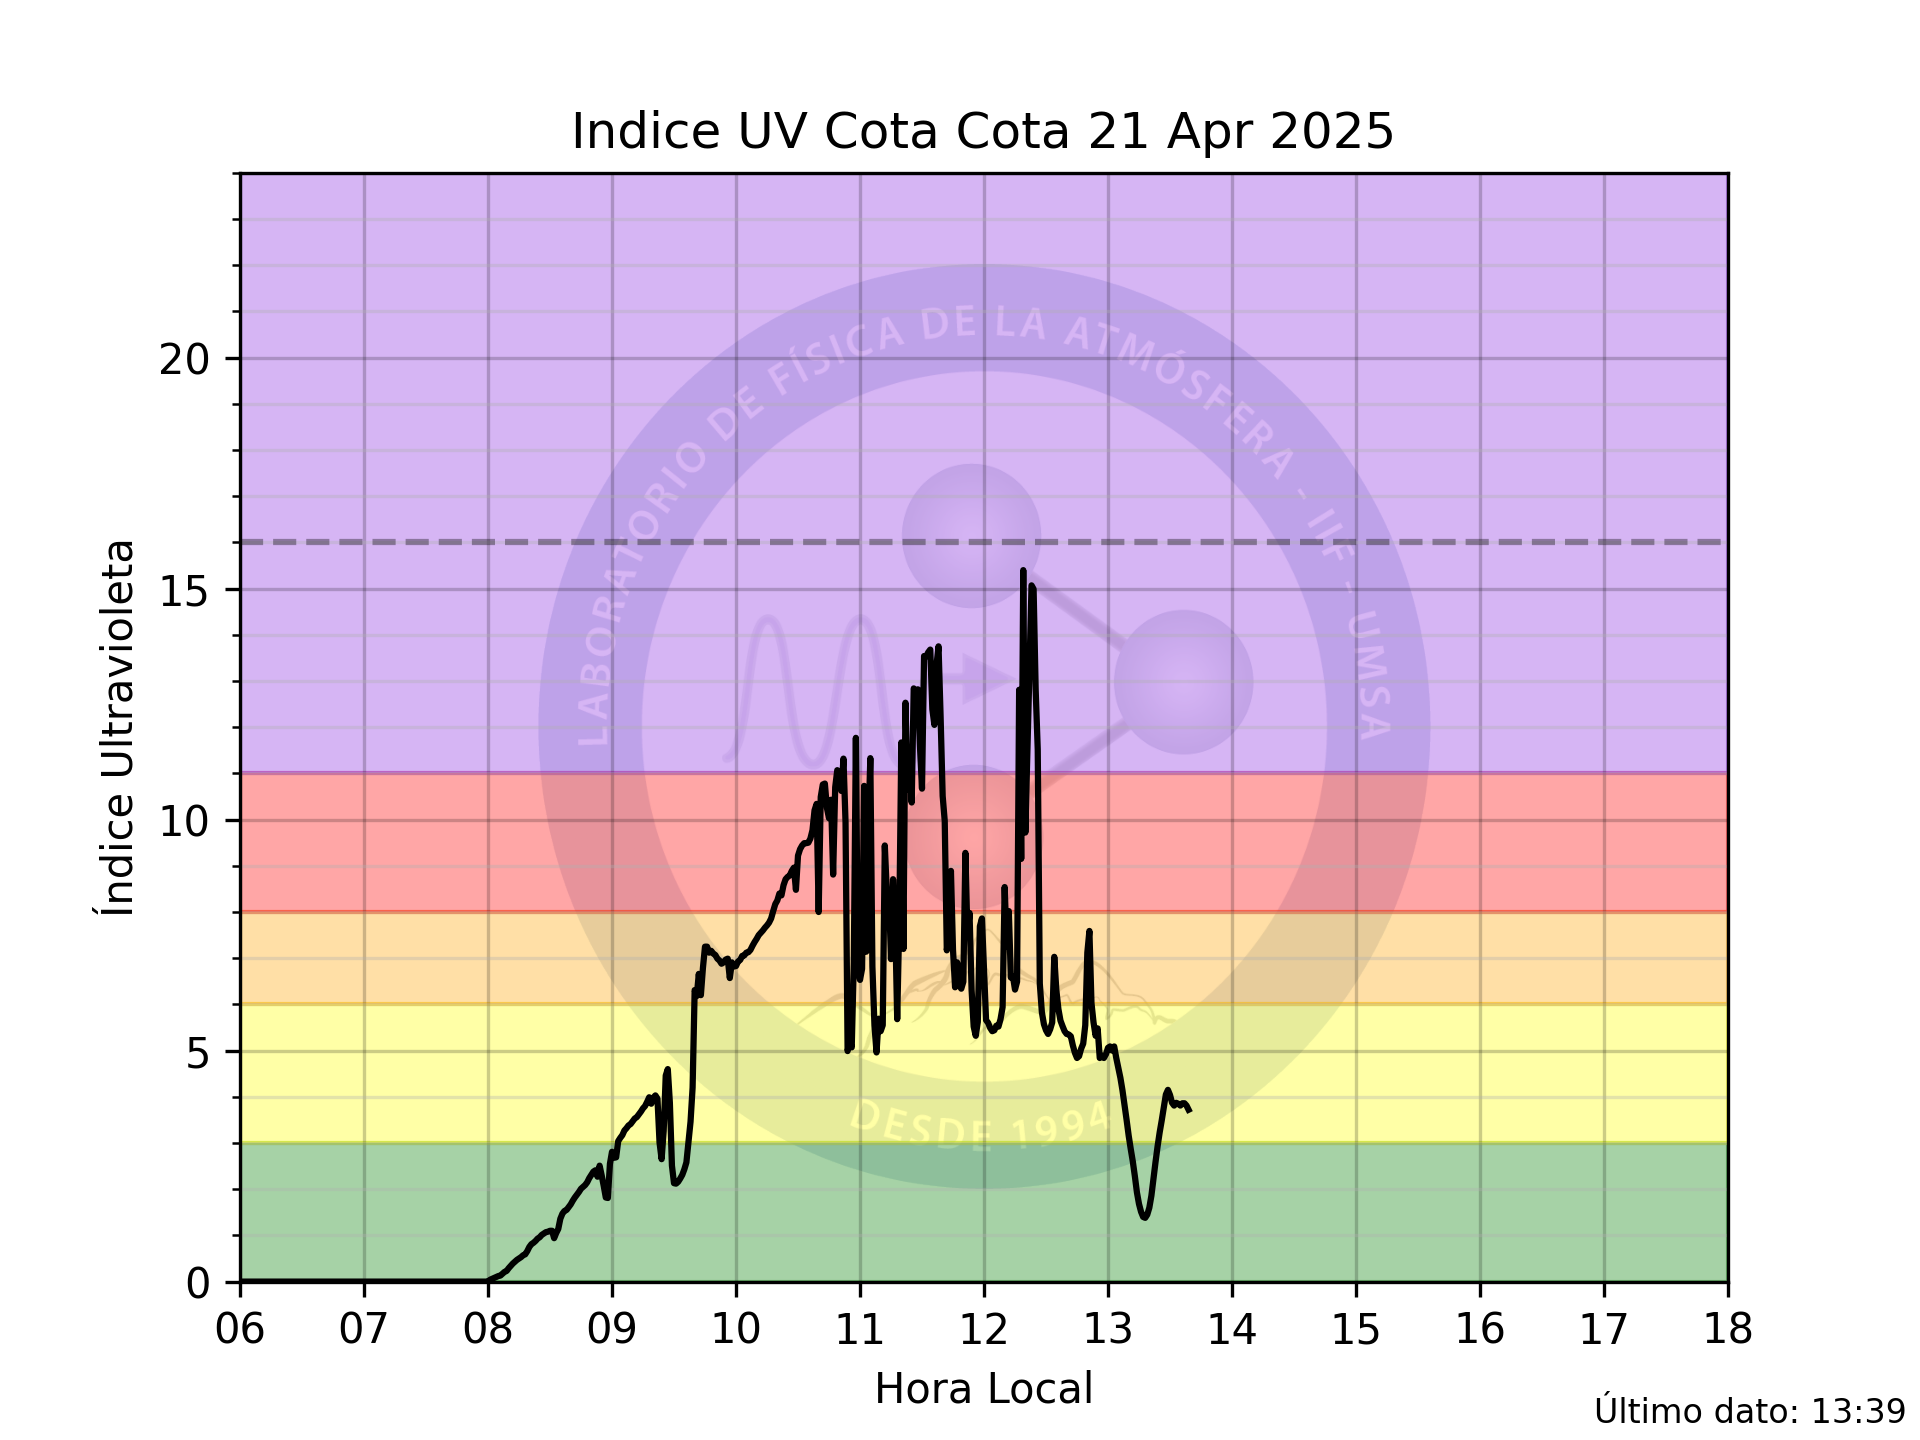 Indice UV Cota Cota 21 Apr 2025
LABORATORIO DE FÍSICA DE LA ATMÓSFERA - IIF - UMSA
DESDE 1994
Índice Ultravioleta
20
15
10
5
0
06 07 08 09 10 11 12 13 14 15 16 17 18
Hora Local
Último dato: 13:39